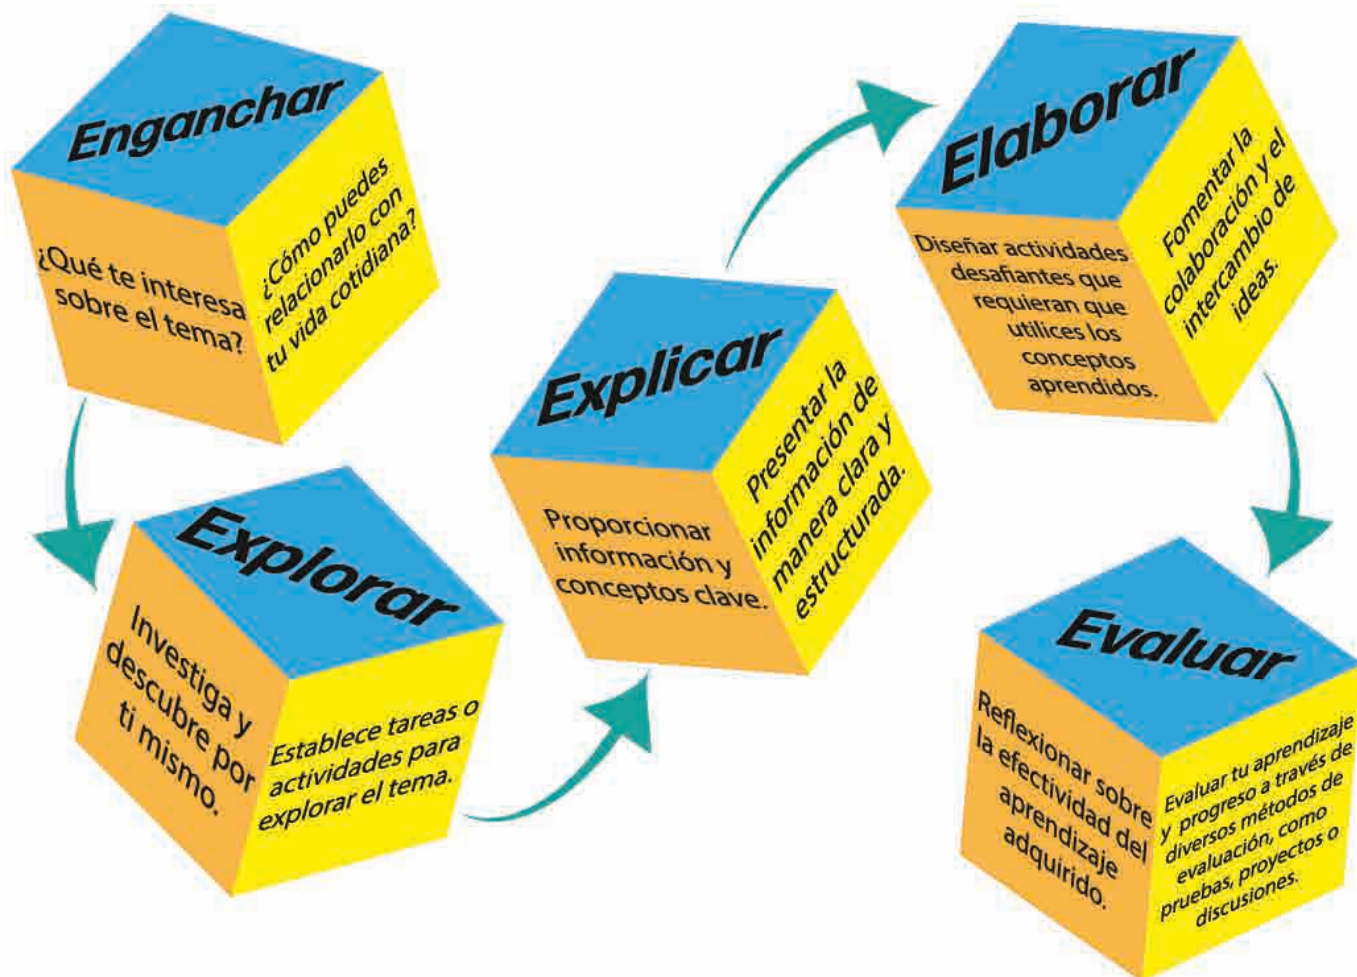 Enganchar
¿Qué te interesa
sobre el tema?
¿Cómo puedes
relacionarlo con
tu vida cotidiana?
Explorar
Investiga y
descubre por
ti mismo.
Establece tareas o
actividades para
explorar el tema.
Explicar
Proporcionar
información y
conceptos clave.
Presentar la
información de
manera clara y
estructurada.
Elaborar
Diseñar actividades
desafiantes que
requieran que
utilices los
conceptos
aprendidos.
Fomentar la
colaboración y el
intercambio de
ideas.
Evaluar
Reflexionar sobre
la efectividad del
aprendizaje
adquirido.
Evaluar tu aprendizaje
y progreso a través de
diversos métodos de
evaluación, como
pruebas, proyectos o
discusiones.